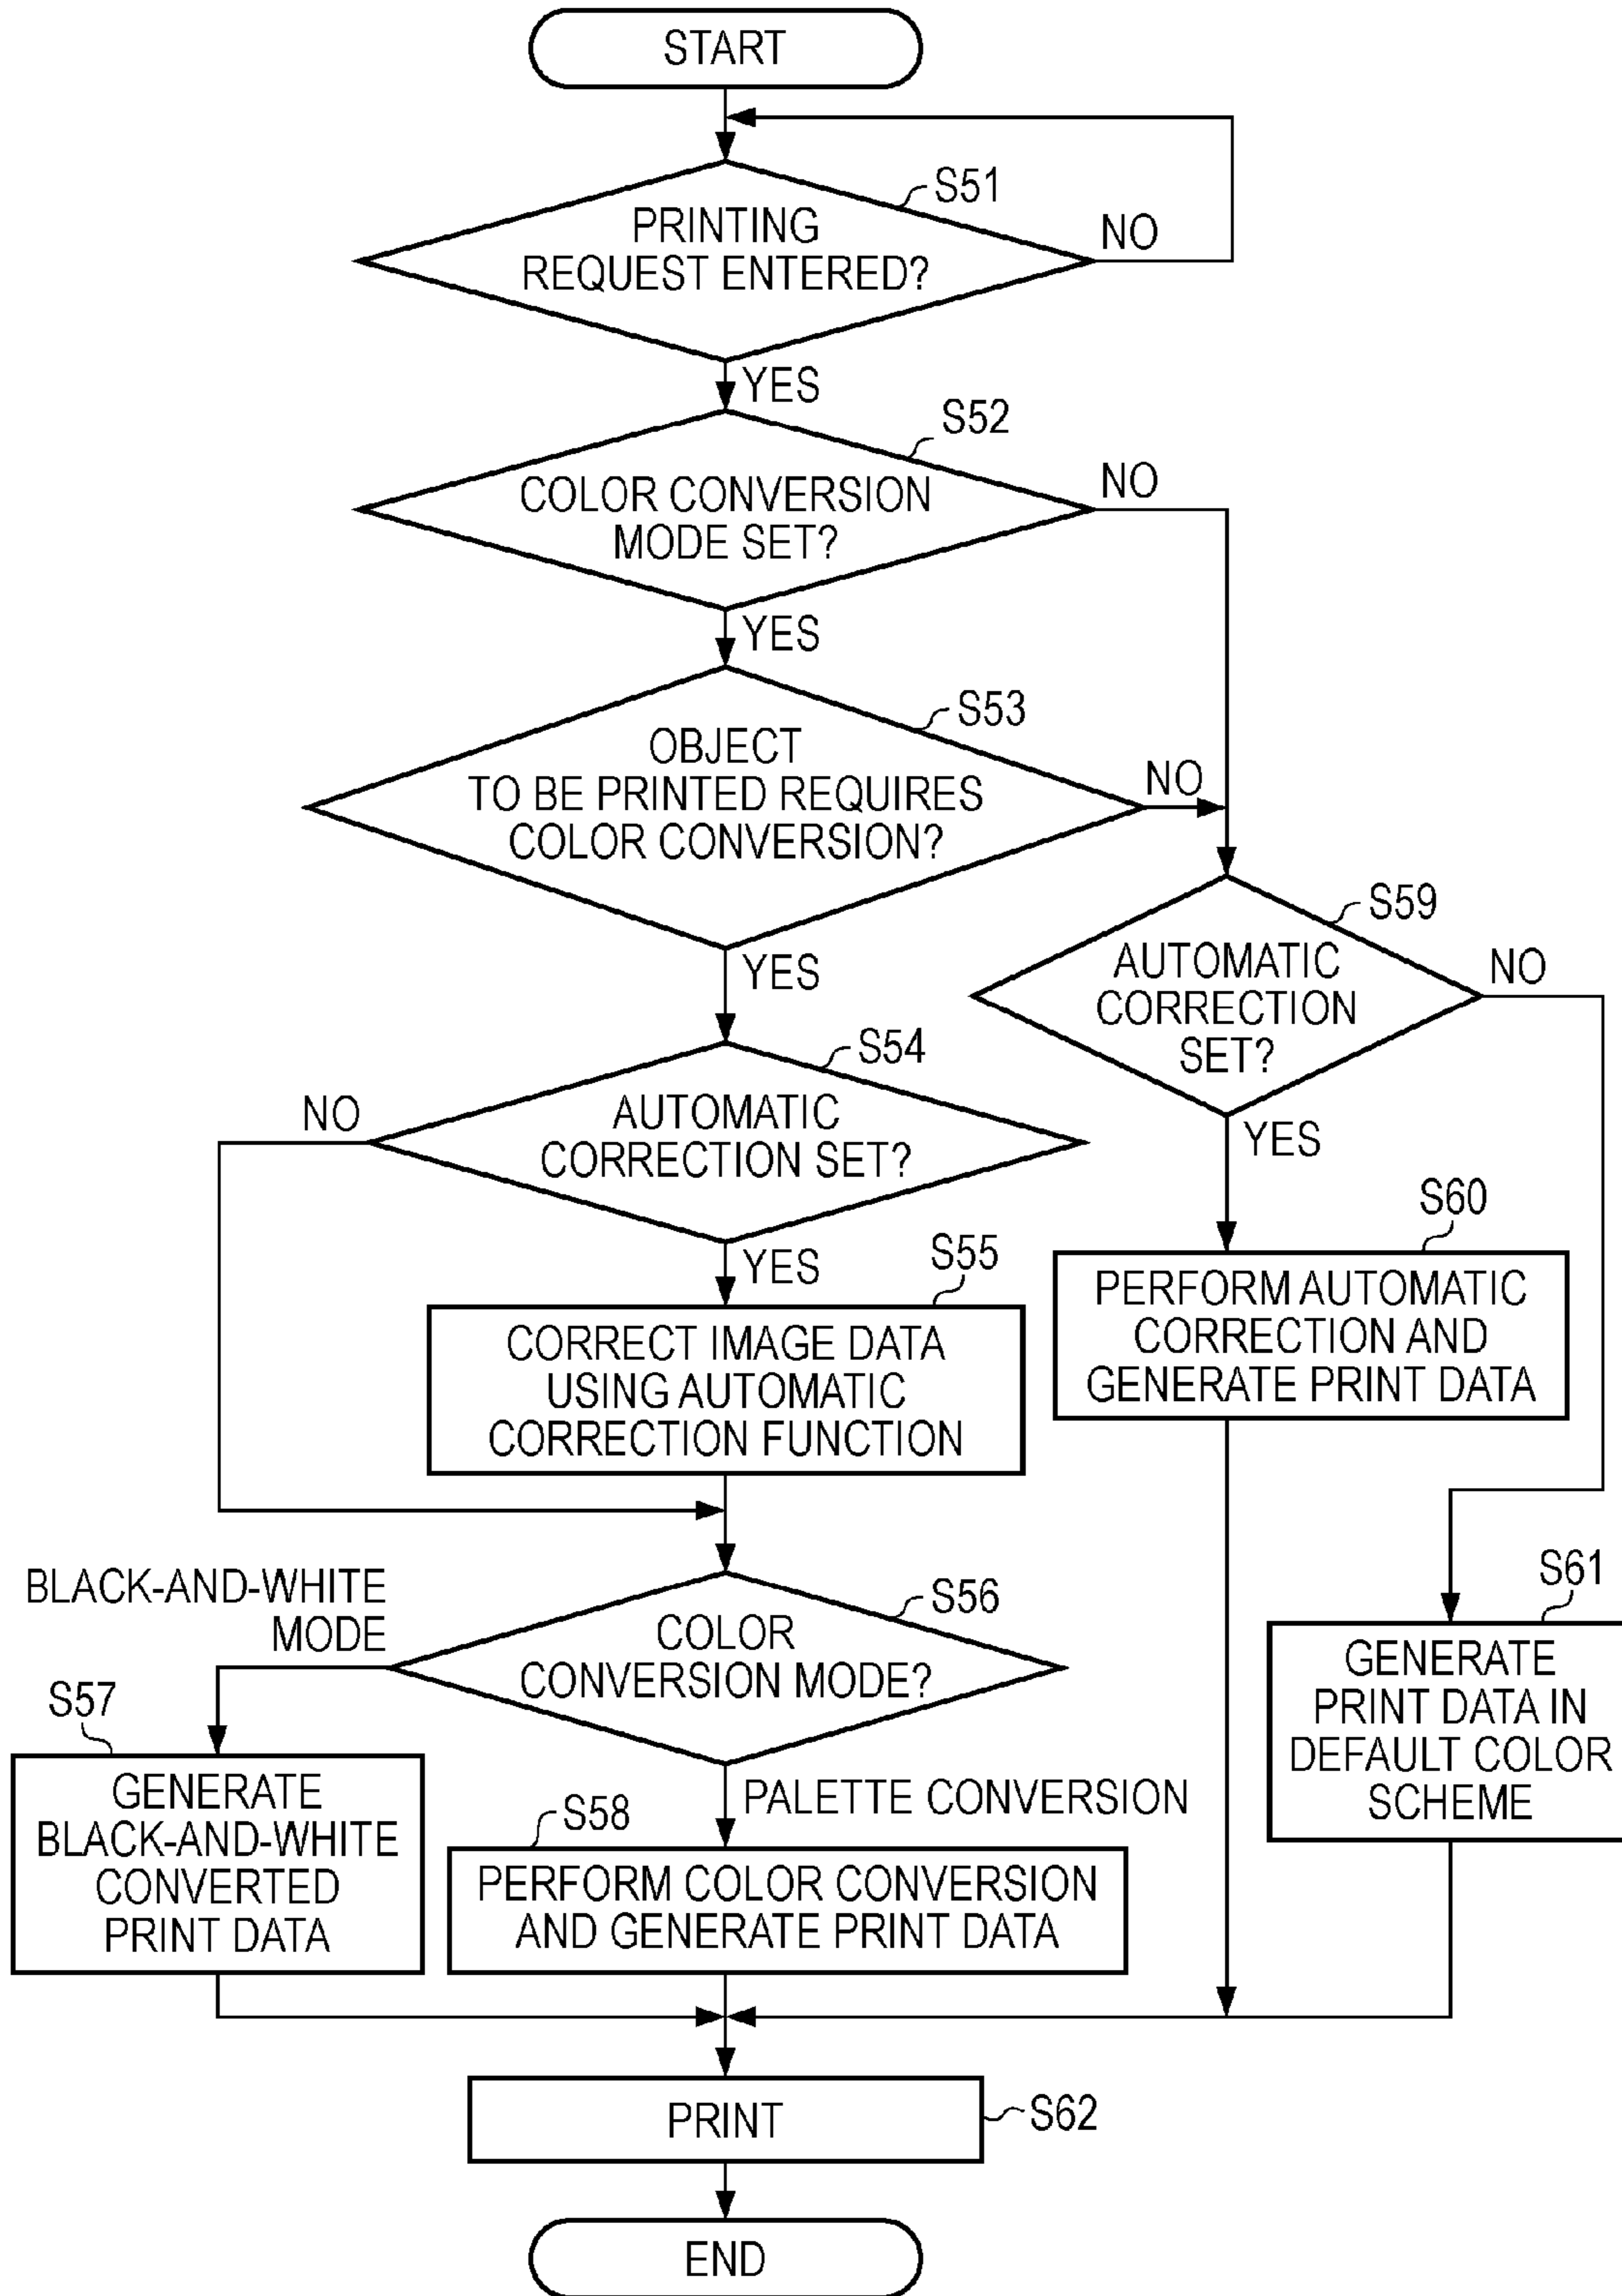 START
S51
PRINTING
REQUEST ENTERED?
NO
YES
S52
COLOR CONVERSION
MODE SET?
NO
YES
S53
OBJECT
TO BE PRINTED REQUIRES
COLOR CONVERSION?
NO
YES
S54
AUTOMATIC
CORRECTION SET?
NO
YES
S55
CORRECT IMAGE DATA
USING AUTOMATIC
CORRECTION FUNCTION
S59
AUTOMATIC
CORRECTION
SET?
NO
YES
S60
PERFORM AUTOMATIC
CORRECTION AND
GENERATE PRINT DATA
S56
COLOR
CONVERSION MODE?
BLACK-AND-WHITE
MODE
S57
GENERATE
BLACK-AND-WHITE
CONVERTED
PRINT DATA
PALETTE CONVERSION
S58
PERFORM COLOR CONVERSION
AND GENERATE PRINT DATA
S61
GENERATE
PRINT DATA IN
DEFAULT COLOR
SCHEME
PRINT
S62
END